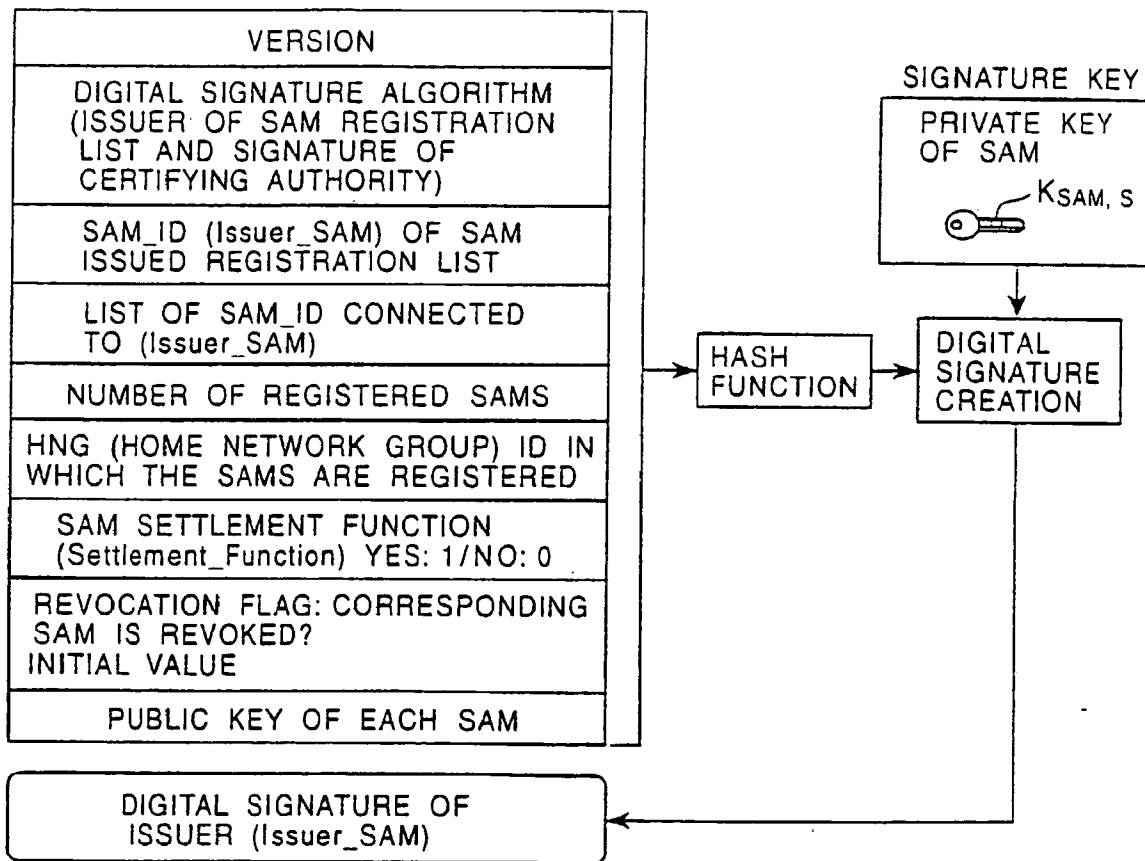 VERSION
DIGITAL SIGNATURE ALGORITHM
(ISSUER OF SAM REGISTRATION
LIST AND SIGNATURE OF
CERTIFYING AUTHORITY)
SAM_ID (Issuer_SAM) OF SAM
ISSUED REGISTRATION LIST
LIST OF SAM_ID CONNECTED
TO (Issuer_SAM)
NUMBER OF REGISTERED SAMS
HNG (HOME NETWORK GROUP) ID IN
WHICH THE SAMS ARE REGISTERED
SAM SETTLEMENT FUNCTION
(Settlement_Function) YES: 1/NO: 0
REVOCATION FLAG: CORRESPONDING
SAM IS REVOKED?
INITIAL VALUE
PUBLIC KEY OF EACH SAM
HASH
FUNCTION
SIGNATURE KEY
PRIVATE KEY
OF SAM
KSAM, S
DIGITAL
SIGNATURE
CREATION
DIGITAL SIGNATURE OF
ISSUER (Issuer_SAM)